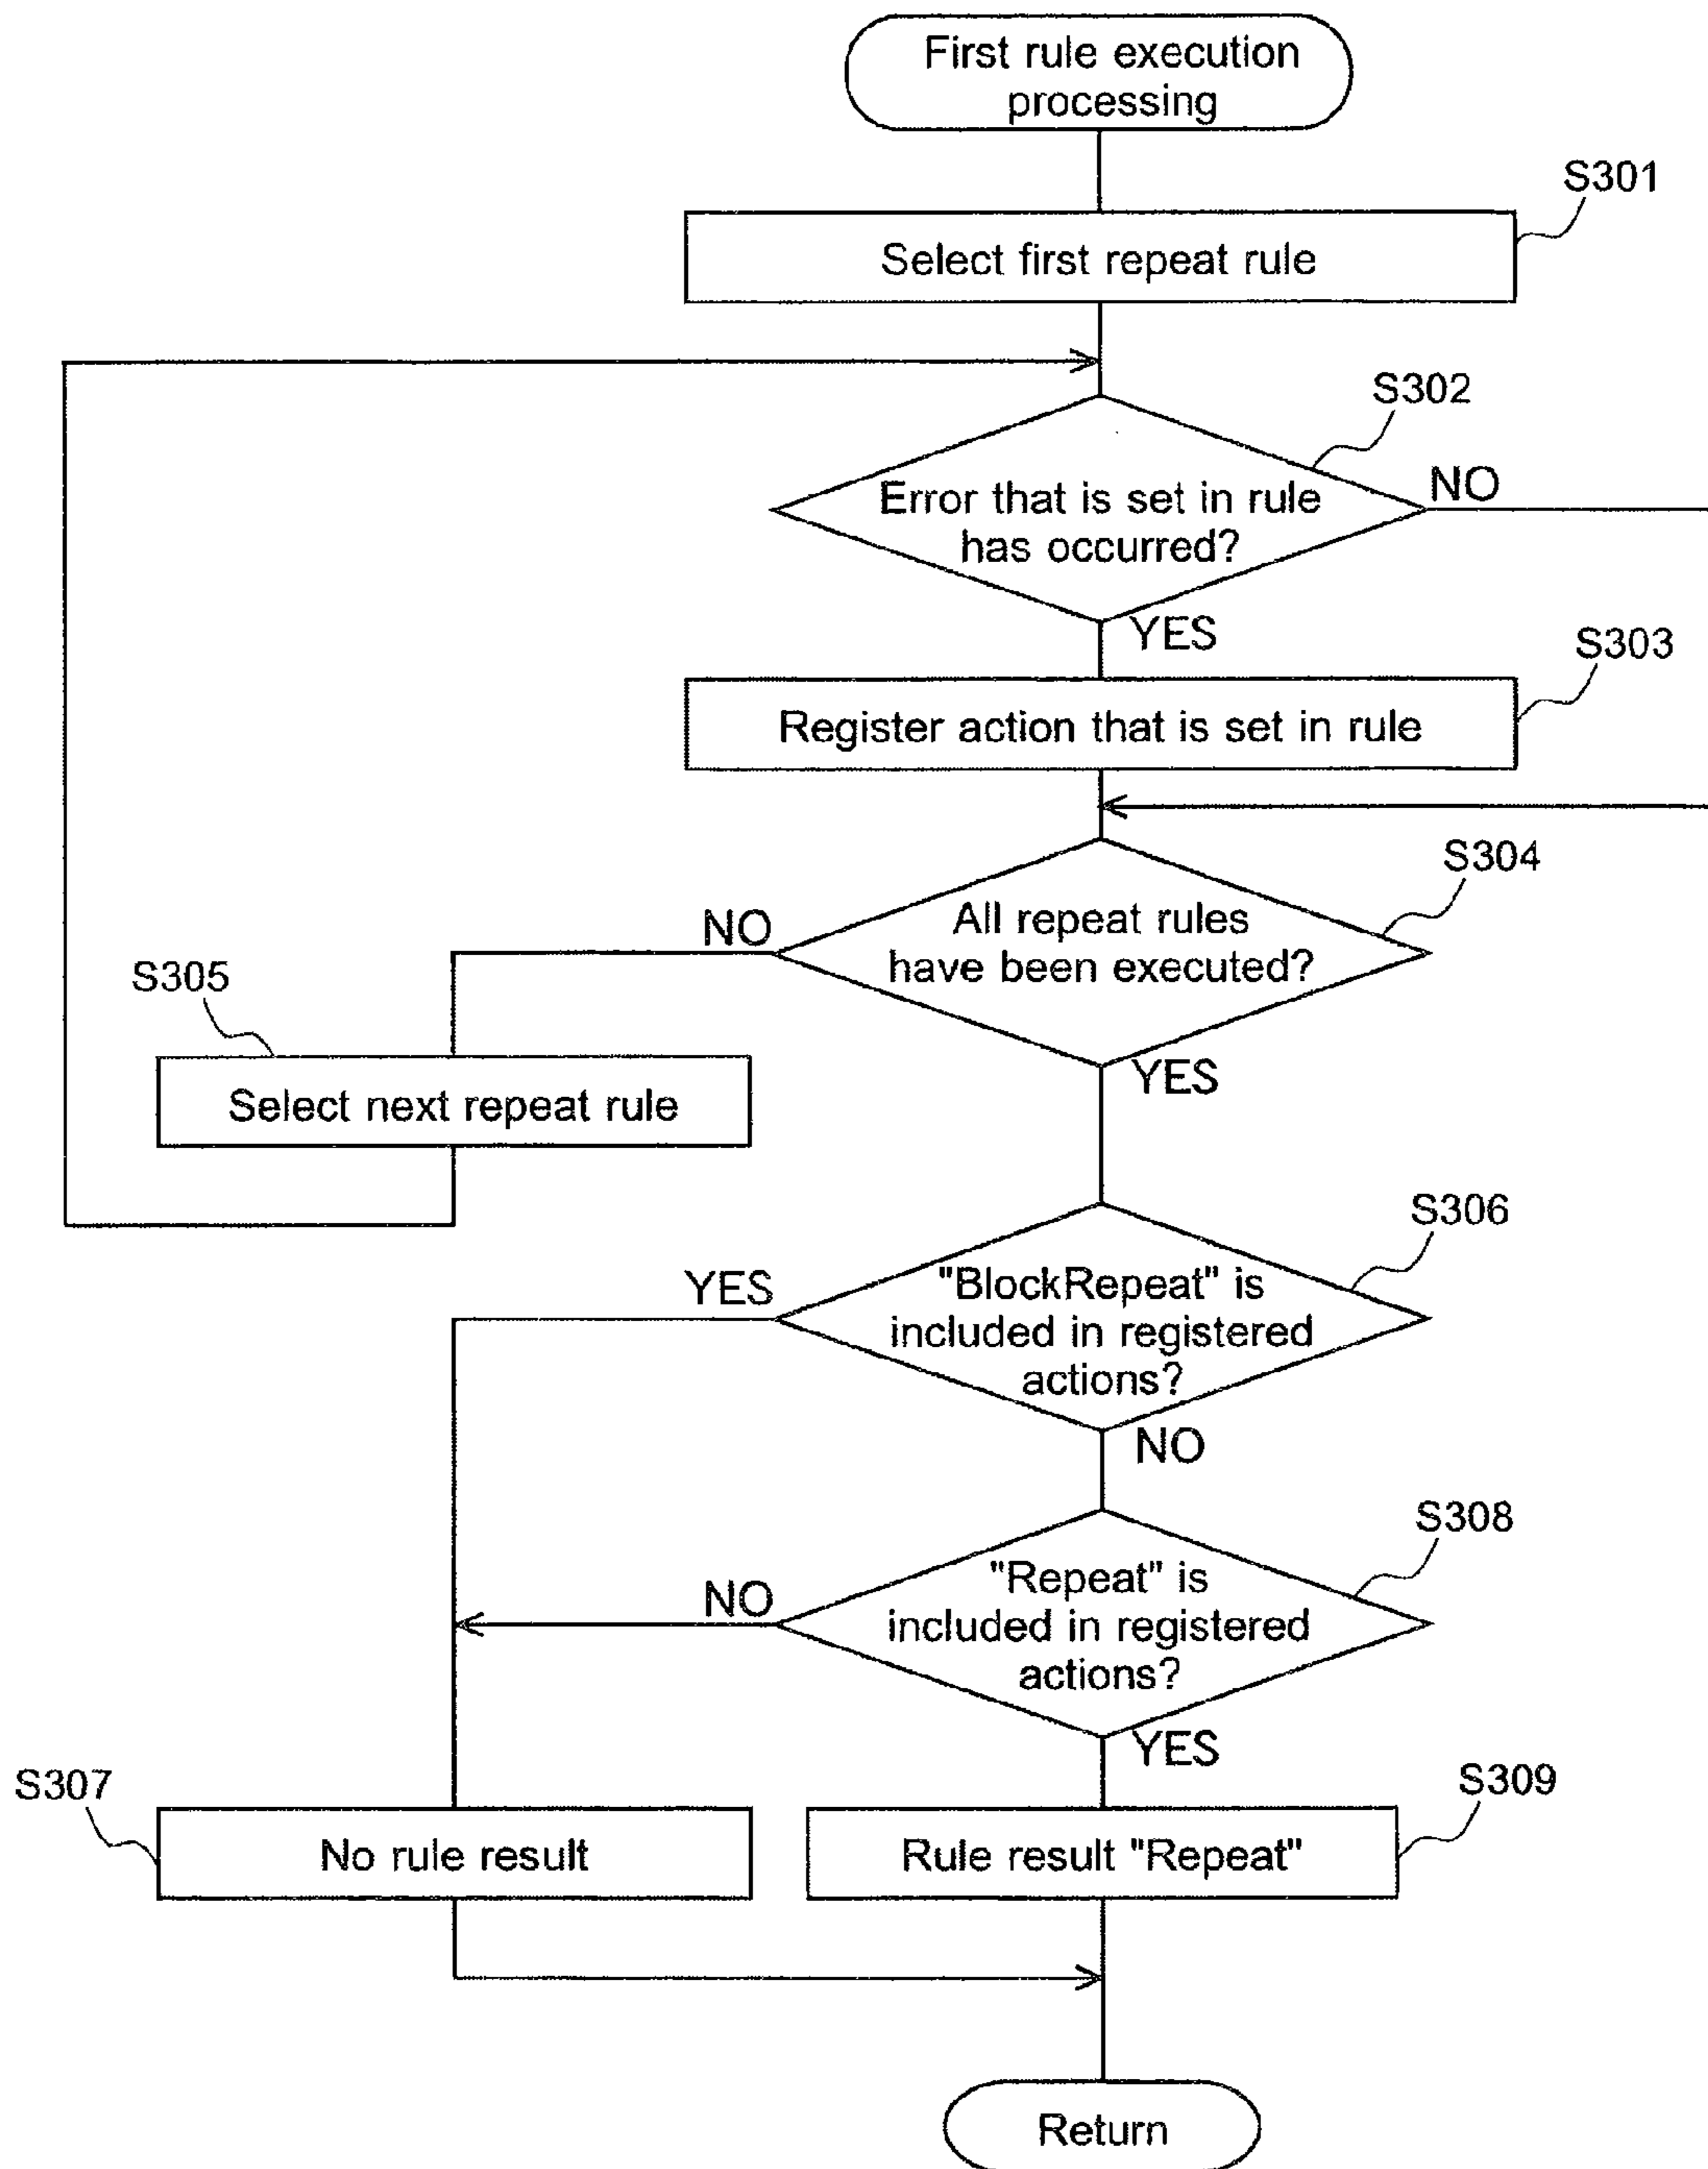 First rule execution
processing
S301
Select first repeat rule
S302
Error that is set in rule
has occurred?
NO
YES
S303
Register action that is set in rule
S304
All repeat rules
have been executed?
NO
YES
S305
Select next repeat rule
S306
"BlockRepeat" is
included in registered
actions?
YES
NO
S308
"Repeat" is
included in registered
actions?
NO
YES
S307
No rule result
S309
Rule result "Repeat"
Return